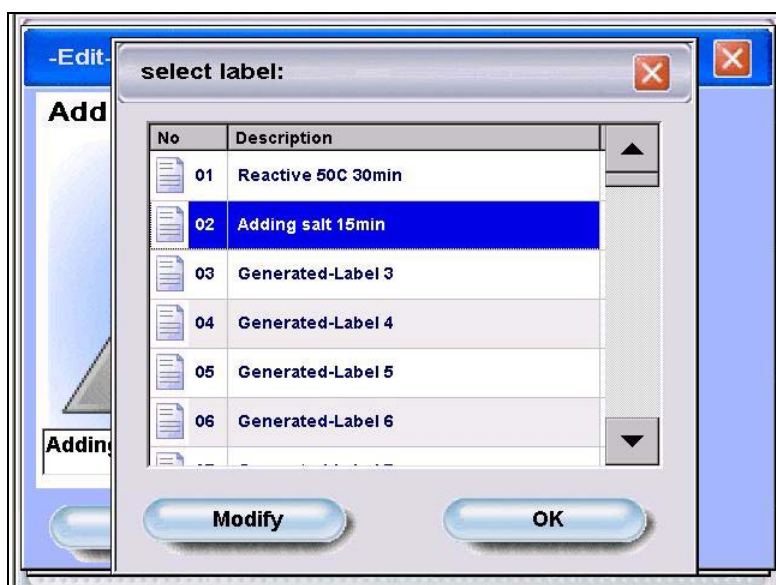 -Edit-
select label:
Add
No Description
01 Reactive 50C 30min
02 Adding salt 15min
03 Generated-Label 3
04 Generated-Label 4
05 Generated-Label 5
06 Generated-Label 6
Adding
Modify OK